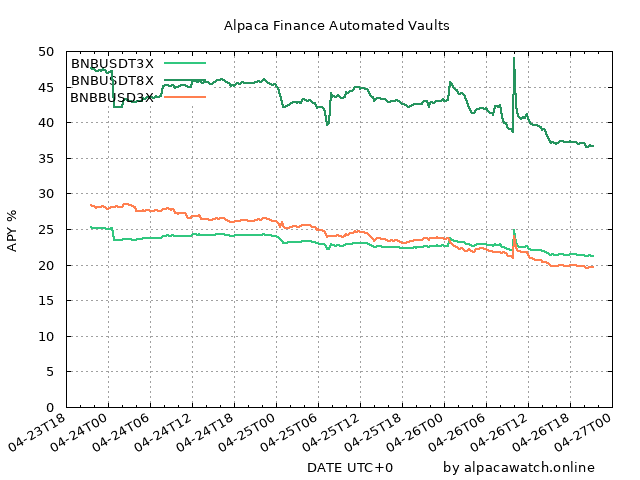 Alpaca Finance Automated Vaults
50
45
40
35
30
25
20
15
10
5
0
APY %
BNBUSDT3X
BNBUSDT8X
BNBBUSD3X
04-23T18
04-24T00
04-24T06
04-24T12
04-24T18
04-25T00
04-25T06
04-25T12
04-25T18
04-26T00
04-26T06
04-26T12
04-26T18
04-27T00
DATE UTC+0
by alpacawatch.online